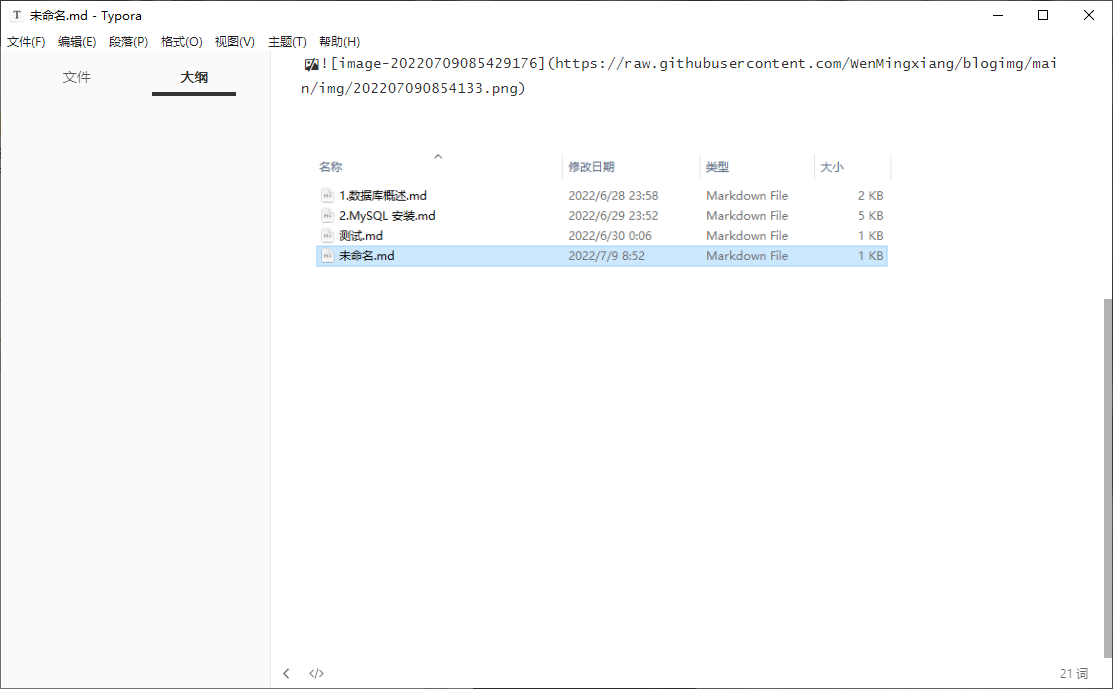 未命名.md - Typora
文件(F) 编辑(E) 段落(P) 格式(O) 视图(V) 主题(T) 帮助(H)
文件 大纲
![image-20220709085429176](https://raw.githubusercontent.com/WenMingxiang/blogimg/mai
n/img/202207090854133.png)
名称 修改日期 类型 大小
1.数据库概述.md 2022/6/28 23:58 Markdown File 2 KB
2.MySQL 安装.md 2022/6/29 23:52 Markdown File 5 KB
测试.md 2022/6/30 0:06 Markdown File 1 KB
未命名.md 2022/7/9 8:52 Markdown File 1 KB
21 词